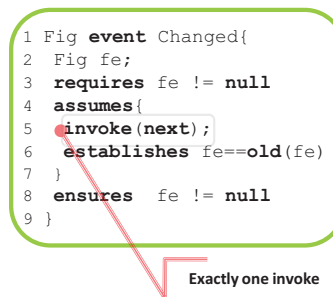 1 Fig event Changed{
2 Fig fe;
3 requires fe != null
4 assumes{
5 invoke(next);
6 establishes fe==old(fe)
7 }
8 ensures fe != null
9 }
Exactly one invoke